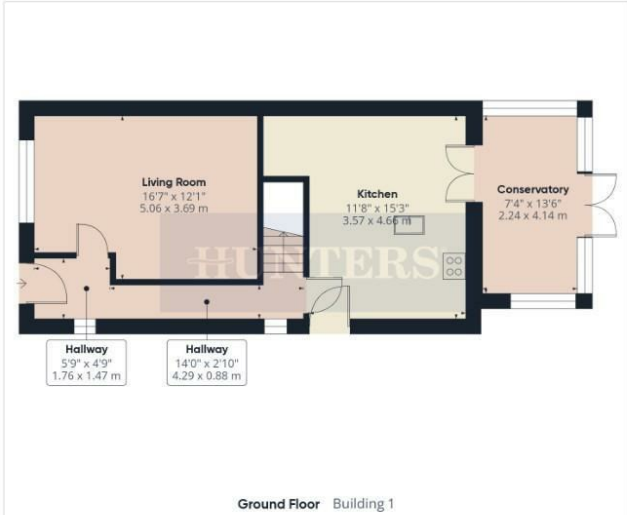 Living Room
16'7" x 12'1"
5.06 x 3.69 m
Kitchen
11'8" x 15'3"
3.57 x 4.66 m
Conservatory
7'4" x 13'6"
2.24 x 4.14 m
HUNTERS
Hallway
5'9" x 4'9"
1.76 x 1.47 m
Hallway
14'0" x 2'10"
4.29 x 0.88 m
Ground Floor Building 1